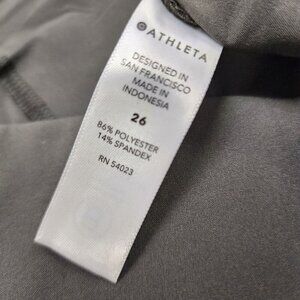 ATHLETA
DESIGNED IN
SAN FRANCISCO
MADE IN
INDONESIA
26
86% POLYESTER
14% SPANDEX
RN 54023